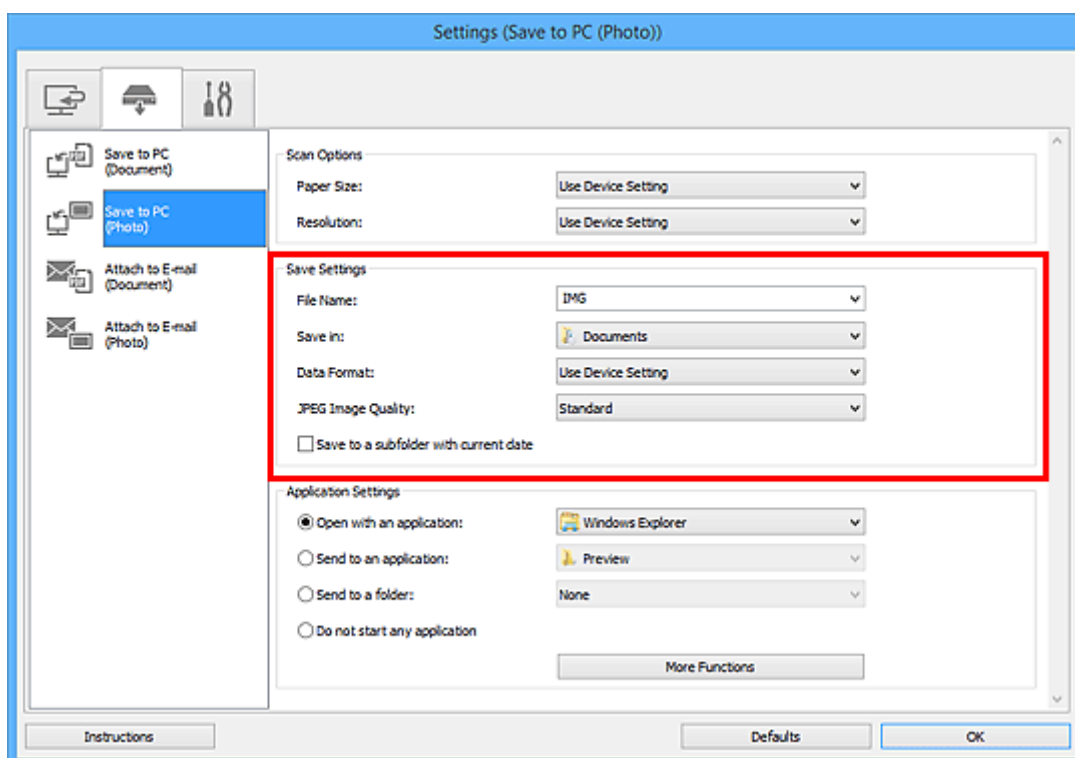 Settings (Save to PC (Photo))
Save to PC
(Document)
Save to PC
(Photo)
Attach to E-mail
(Document)
Attach to E-mail
(Photo)
Scan Options
Paper Size: Use Device Setting
Resolution: Use Device Setting
Save Settings
File Name: IMG
Save in: Documents
Data Format: Use Device Setting
JPEG Image Quality: Standard
Save to a subfolder with current date
Application Settings
Open with an application: Windows Explorer
Send to an application: Preview
Send to a folder: None
Do not start any application
More Functions
Instructions Defaults OK